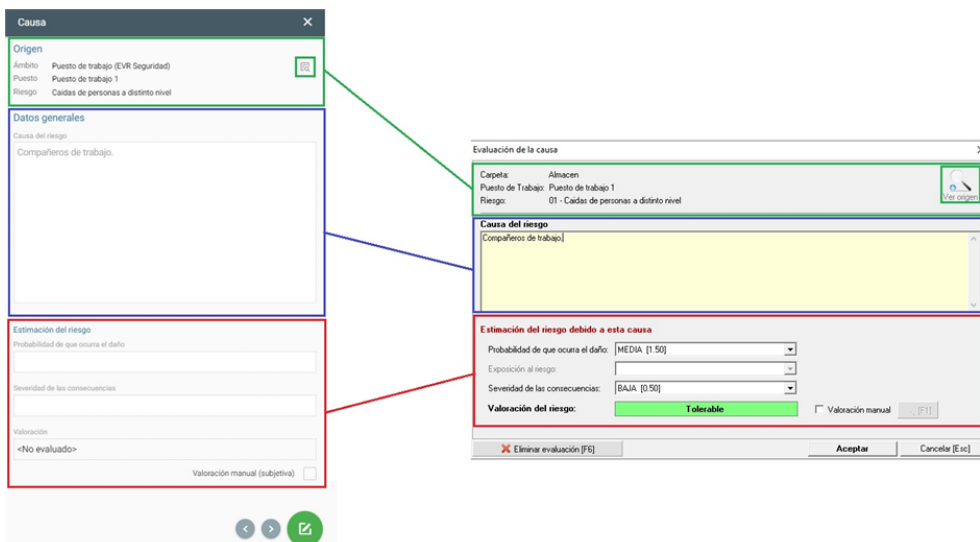 Causa
Origen
Ámbito Puesto de trabajo (EVR Seguridad)
Puesto Puesto de trabajo 1
Riesgo Caidas de personas a distinto nivel
Datos generales
Causa del riesgo
Compañeros de trabajo.
Estimación del riesgo
Probabilidad de que ocurra el daño
Severidad de las consecuencias
Valoración
<No evaluado>
Valoración manual (subjetiva)
Evaluación de la causa
Carpeta: Almacen
Puesto de Trabajo: Puesto de trabajo 1
Riesgo: 01 - Caidas de personas a distinto nivel
Ver origen
Causa del riesgo
Compañeros de trabajo.
Estimación del riesgo debido a esta causa
Probabilidad de que ocurra el daño: MEDIA [1.50]
Exposición al riesgo:
Severidad de las consecuencias: BAJA [0.50]
Valoración del riesgo: Tolerable Valoración manual ... [F1]
Eliminar evaluación [F6] Aceptar Cancelar [Esc]